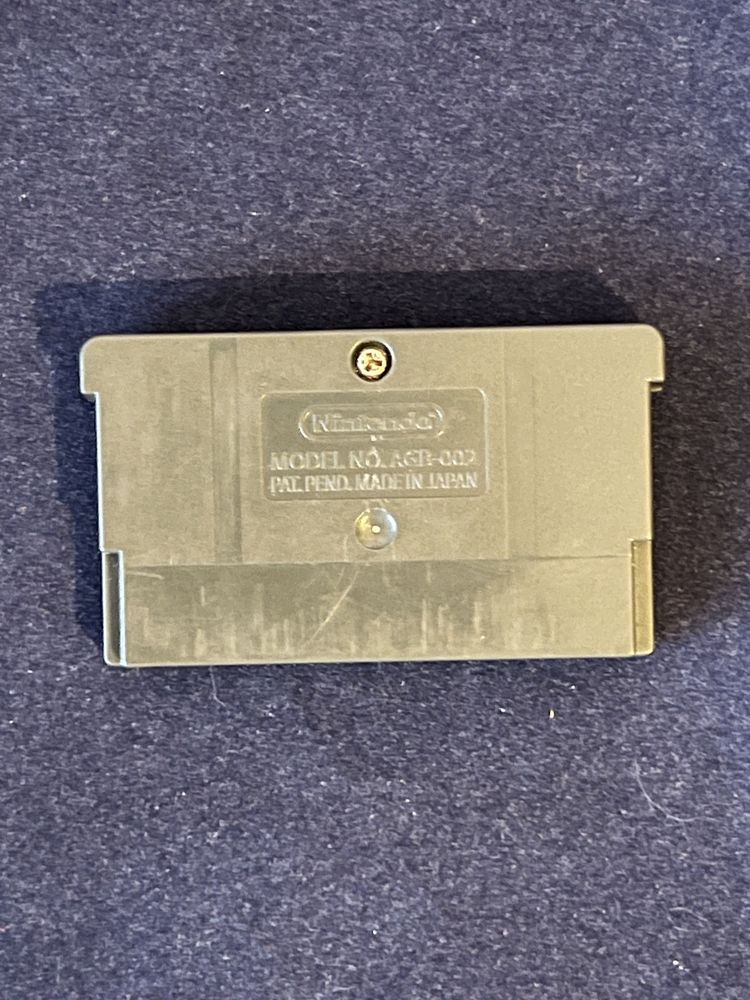 Nintendo
MODEL NO. AGB-002
PAT. PEND. MADE IN JAPAN